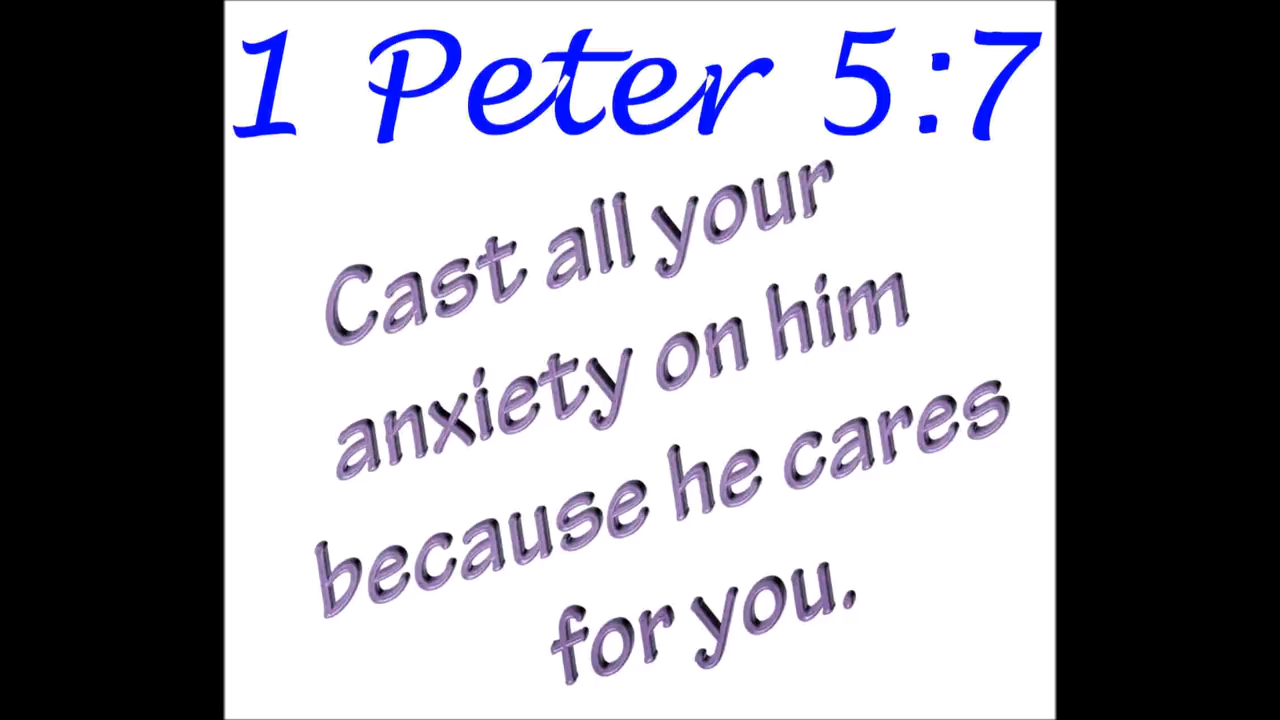 1 Peter 5:7
Cast all your
anxiety on him
because he cares
for you.